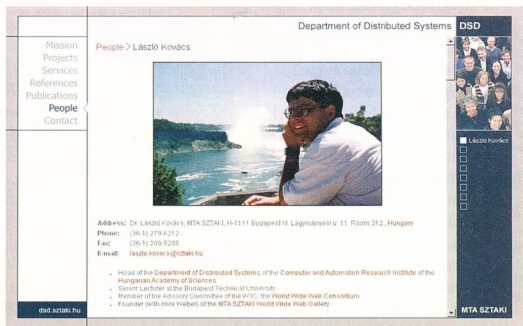 Department of Distributed Systems
DSD
Mission
Projects
Services
References
Publications
People
Contact
People > László Kovács
László Kovács
Address: Dr. László Kovács, MTA SZTAKI, H-1111 Budapest XI. Lágymányosi u. 11. Room 312., Hungary
Phone: (36-1) 279-6212
Fax: (36-1) 209-5288
E-mail: laszlo.kovacs@sztaki.hu
Head of the Department of Distributed Systems of the Computer and Automation Research Institute of the
Hungarian Academy of Sciences
Senior Lecturer at the Budapest Technical University
Member of the Advisory Committee of the W3C, the World Wide Web Consortium
Founder (with Imre Weber) of the MTA SZTAKI World Wide Web Gallery
dsd.sztaki.hu
MTA SZTAKI